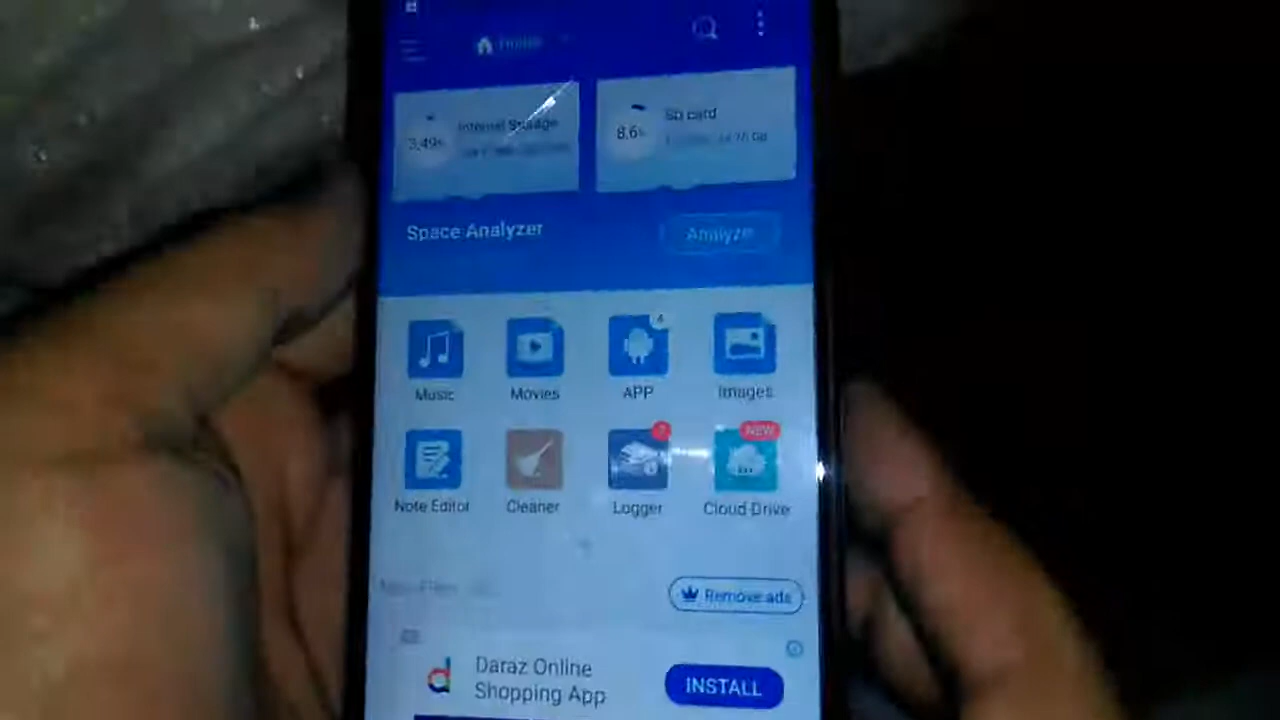 Home
Internal Storage
3,49%
SD card
8,6%
Space Analyzer
Analyze
4
Music
Movies
APP
Images
NEW
Note Editor
Cleaner
Logger
Cloud Drive
Remove ads
Daraz Online
Shopping App
INSTALL